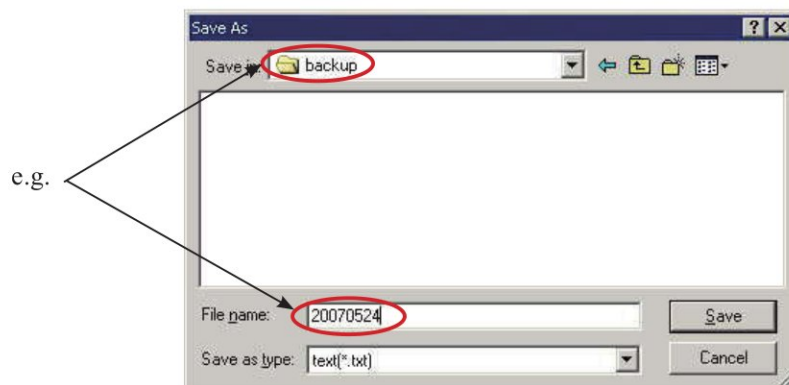 Save As
Save in: backup
e.g.
File name: 20070524 Save
Save as type: text(*.txt) Cancel